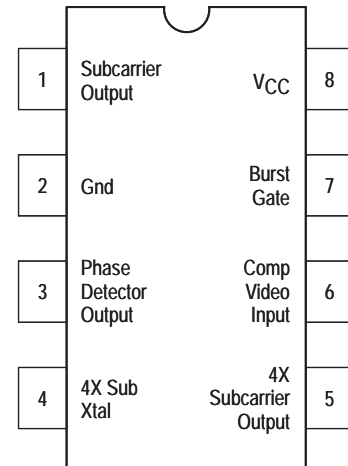 1
Subcarrier
Output
VCC
8
2
Gnd
Burst
Gate
7
3
Phase
Detector
Output
Comp
Video
Input
6
4
4X Sub
Xtal
4X
Subcarrier
Output
5